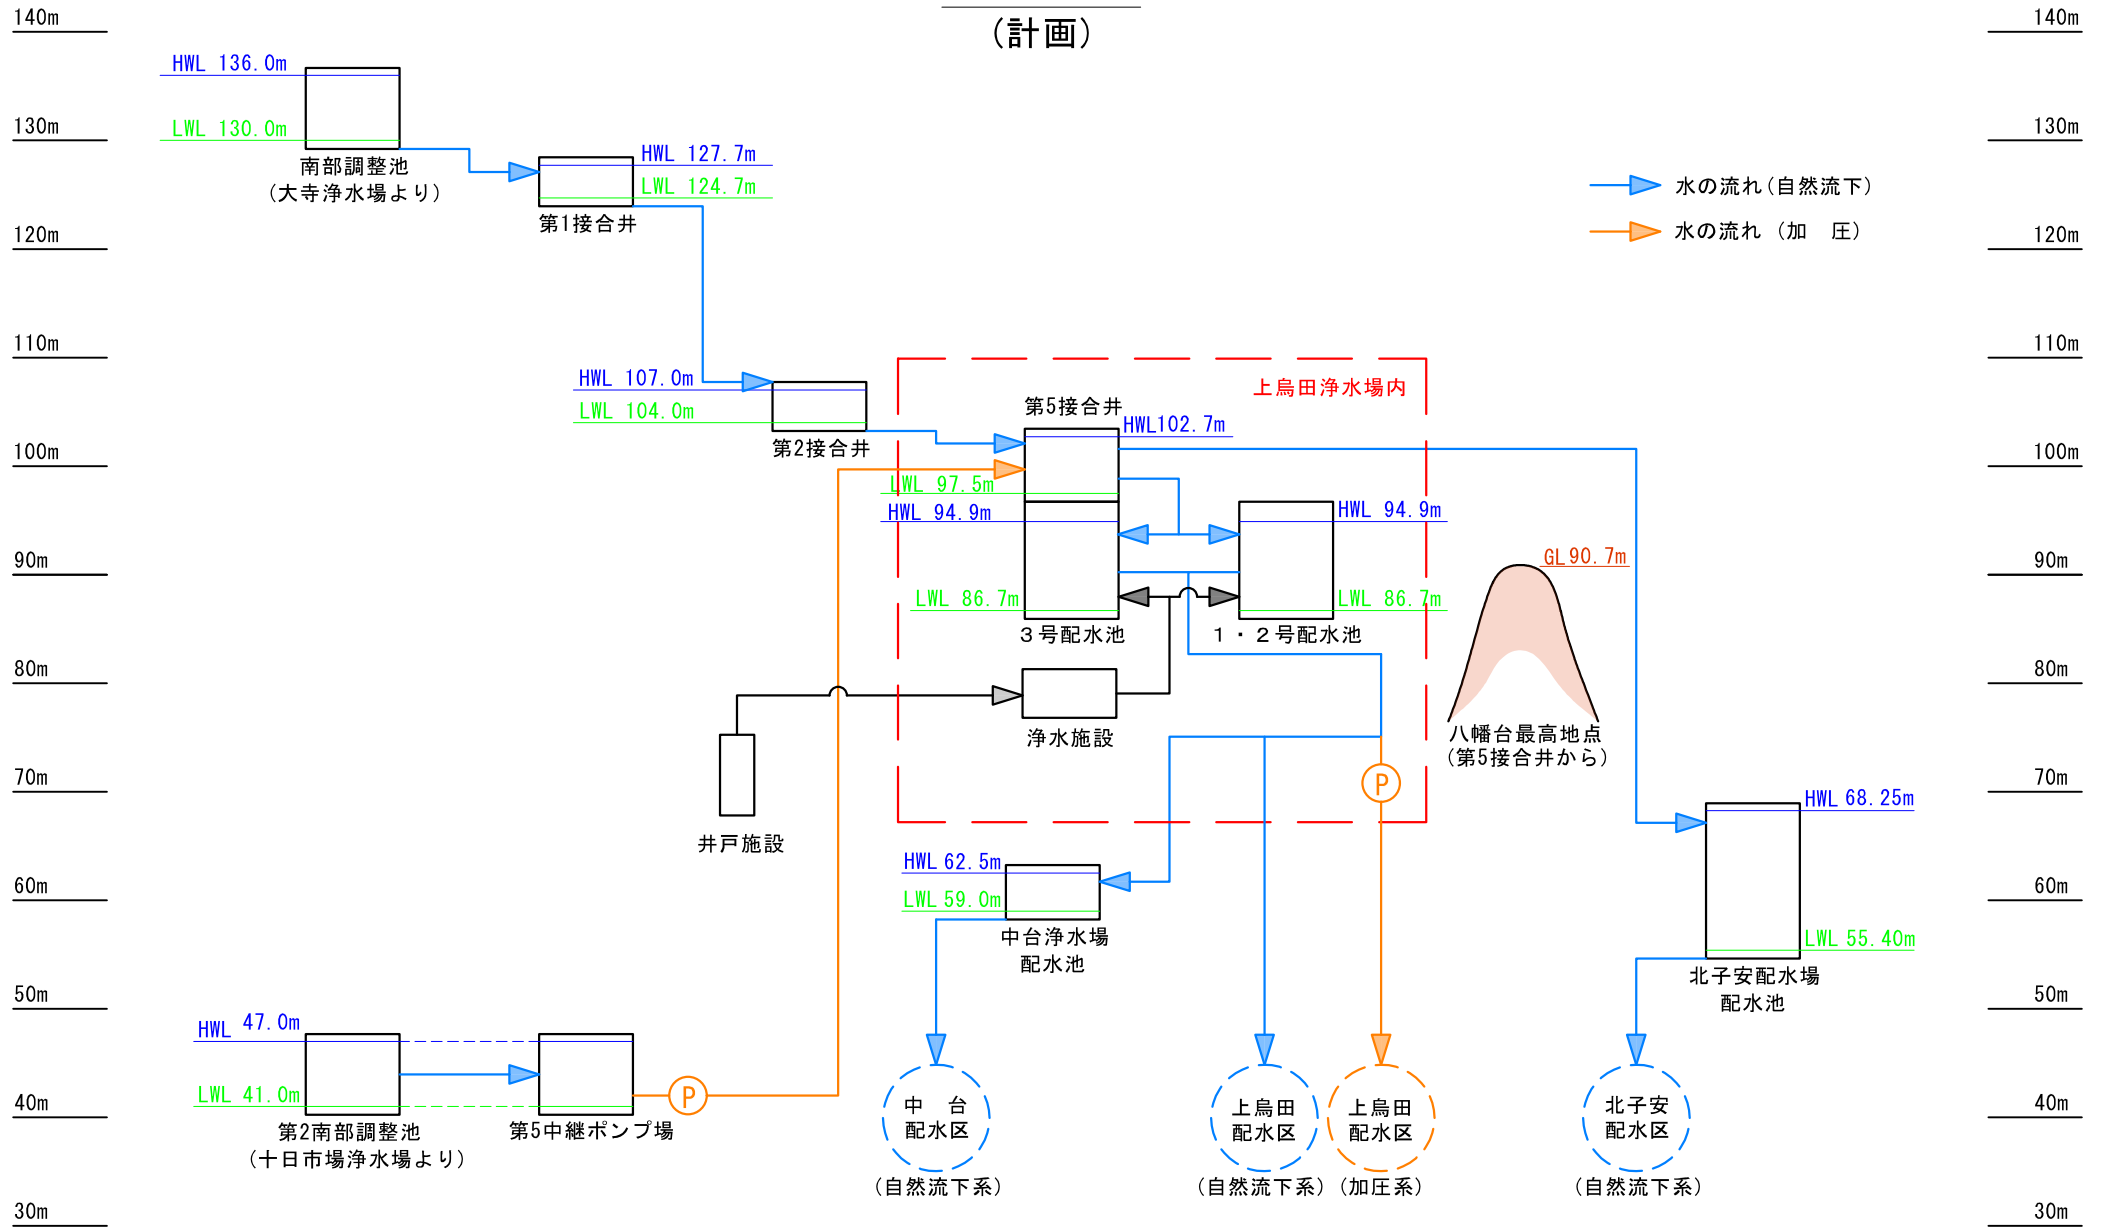 (計画)
140m
130m
120m
110m
100m
90m
80m
70m
60m
50m
40m
30m
HWL 136.0m
LWL 130.0m
南部調整池
(大寺浄水場より)
HWL 127.7m
LWL 124.7m
第1接合井
水の流れ(自然流下)
水の流れ (加 圧)
HWL 107.0m
LWL 104.0m
第2接合井
上烏田浄水場内
第5接合井
HWL102.7m
LWL 97.5m
HWL 94.9m
LWL 86.7m
3号配水池
HWL 94.9m
LWL 86.7m
1・2号配水池
浄水施設
井戸施設
P
GL90.7m
八幡台最高地点
(第5接合井から)
HWL 68.25m
LWL 55.40m
北子安配水場
配水池
HWL 62.5m
LWL 59.0m
中台浄水場
配水池
HWL 47.0m
LWL 41.0m
第2南部調整池
(十日市場浄水場より)
第5中継ポンプ場
P
中 台
配水区
(自然流下系)
上烏田
配水区
(自然流下系)
上烏田
配水区
(加圧系)
北子安
配水区
(自然流下系)
140m
130m
120m
110m
100m
90m
80m
70m
60m
50m
40m
30m